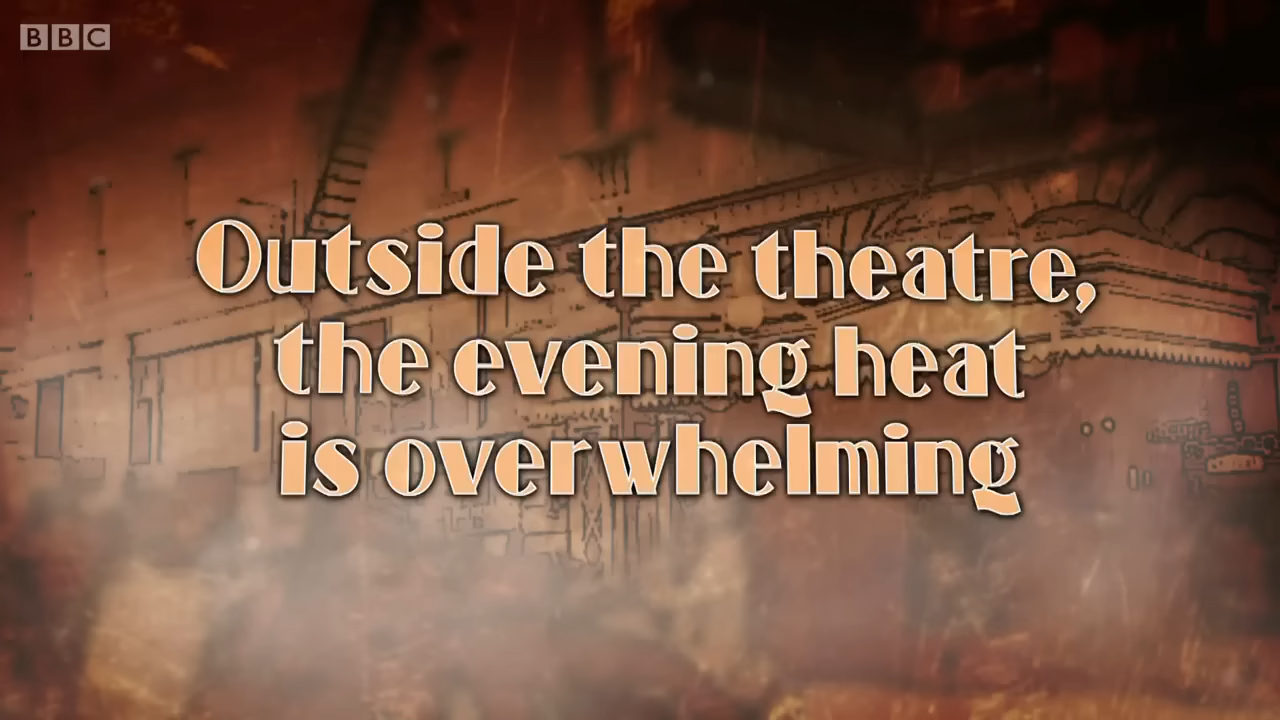 BBC
Outside the theatre,
the evening heat
is overwhelming